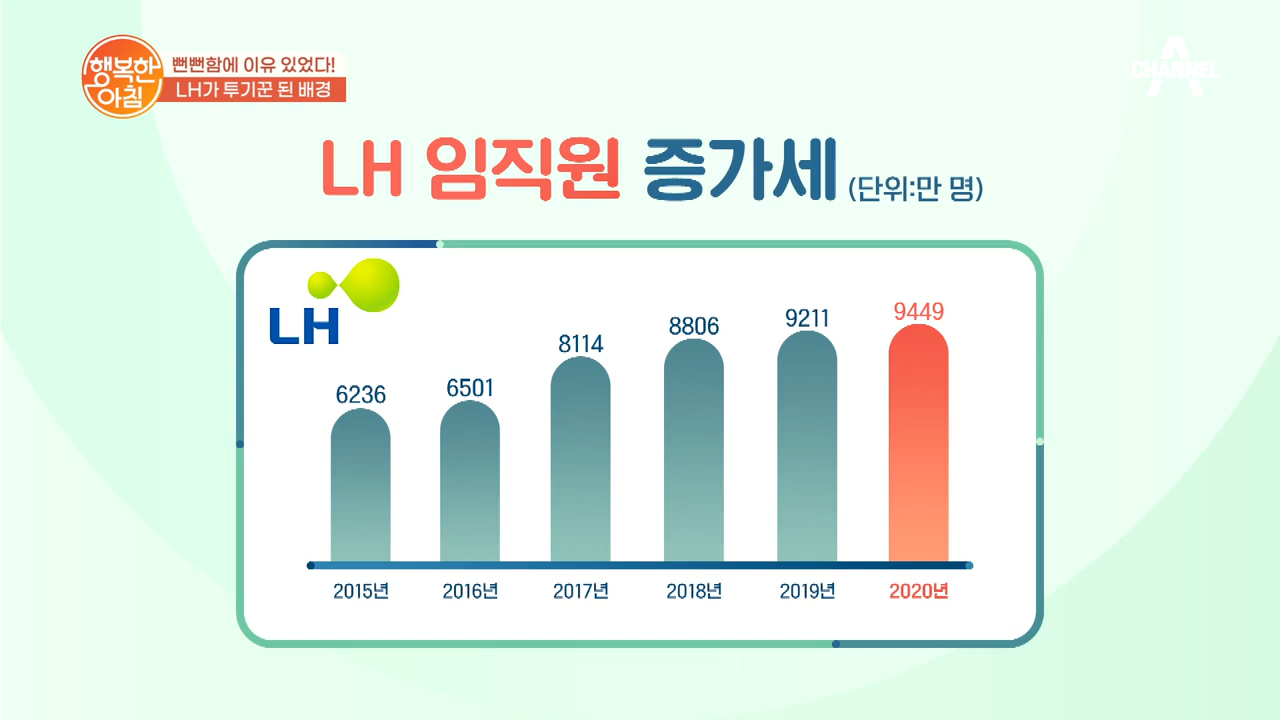 행복한
아침
뻔뻔함에 이유 있었다!
LH가 투기꾼 된 배경
CHANNEL A
LH 임직원 증가세 (단위:만 명)
LH
6236
6501
8114
8806
9211
9449
2015년
2016년
2017년
2018년
2019년
2020년